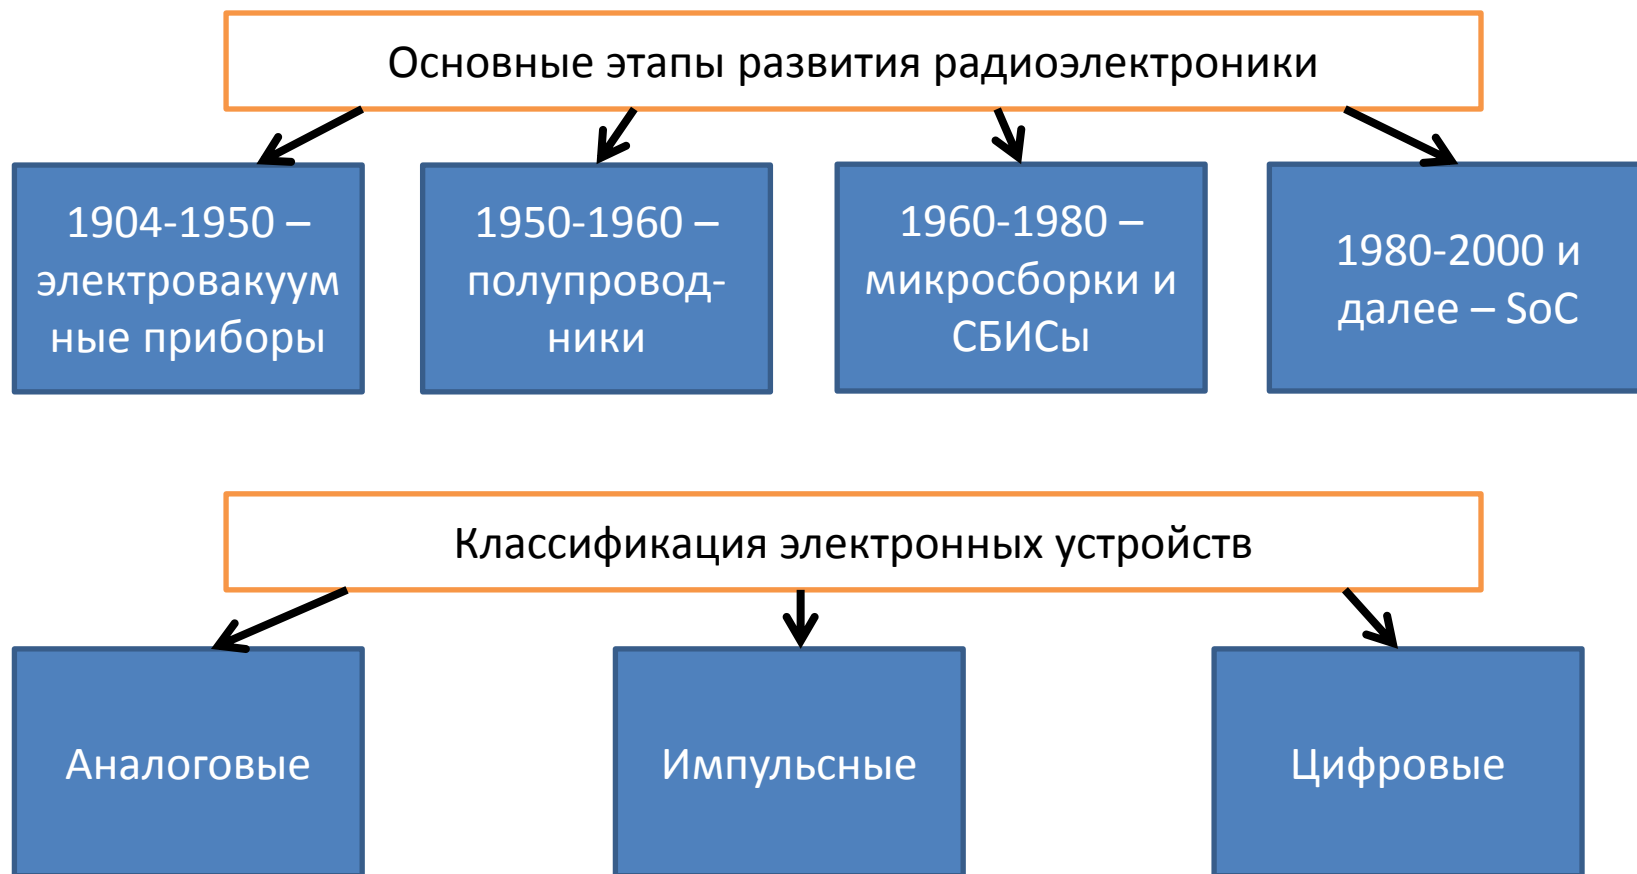 Основные этапы развития радиоэлектроники
1904-1950 –
электровакуум
ные приборы
1950-1960 –
полупровод-
ники
1960-1980 –
микросборки и
СБИСы
1980-2000 и
далее – SoC
Классификация электронных устройств
Аналоговые
Импульсные
Цифровые